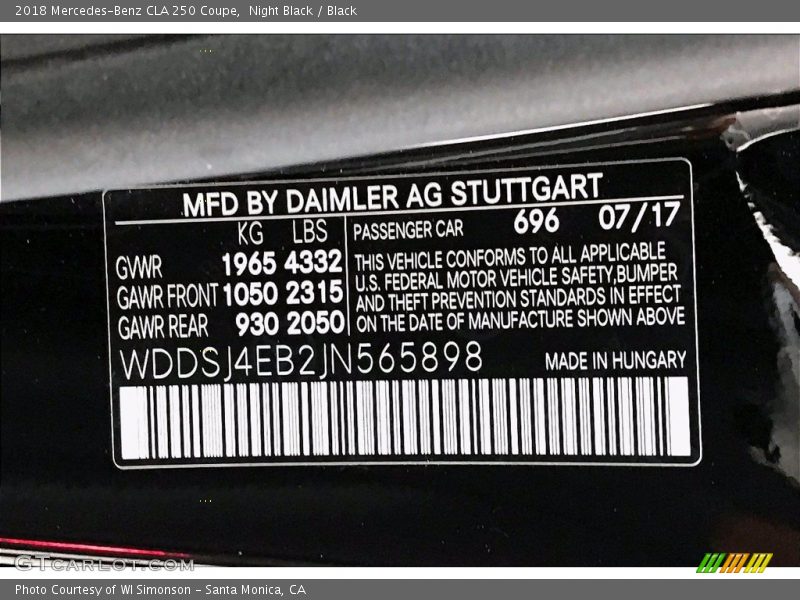 2018 Mercedes-Benz CLA 250 Coupe,  Night Black / Black
MFD BY DAIMLER AG STUTTGART
KG LBS PASSENGER CAR 696 07/17
GVWR 1965 4332
GAWR FRONT 1050 2315
GAWR REAR 930 2050
THIS VEHICLE CONFORMS TO ALL APPLICABLE
U.S. FEDERAL MOTOR VEHICLE SAFETY, BUMPER
AND THEFT PREVENTION STANDARDS IN EFFECT
ON THE DATE OF MANUFACTURE SHOWN ABOVE
WDDSJ4EB2JN565898 MADE IN HUNGARY
GTcarlot.com
Photo Courtesy of WI Simonson - Santa Monica, CA